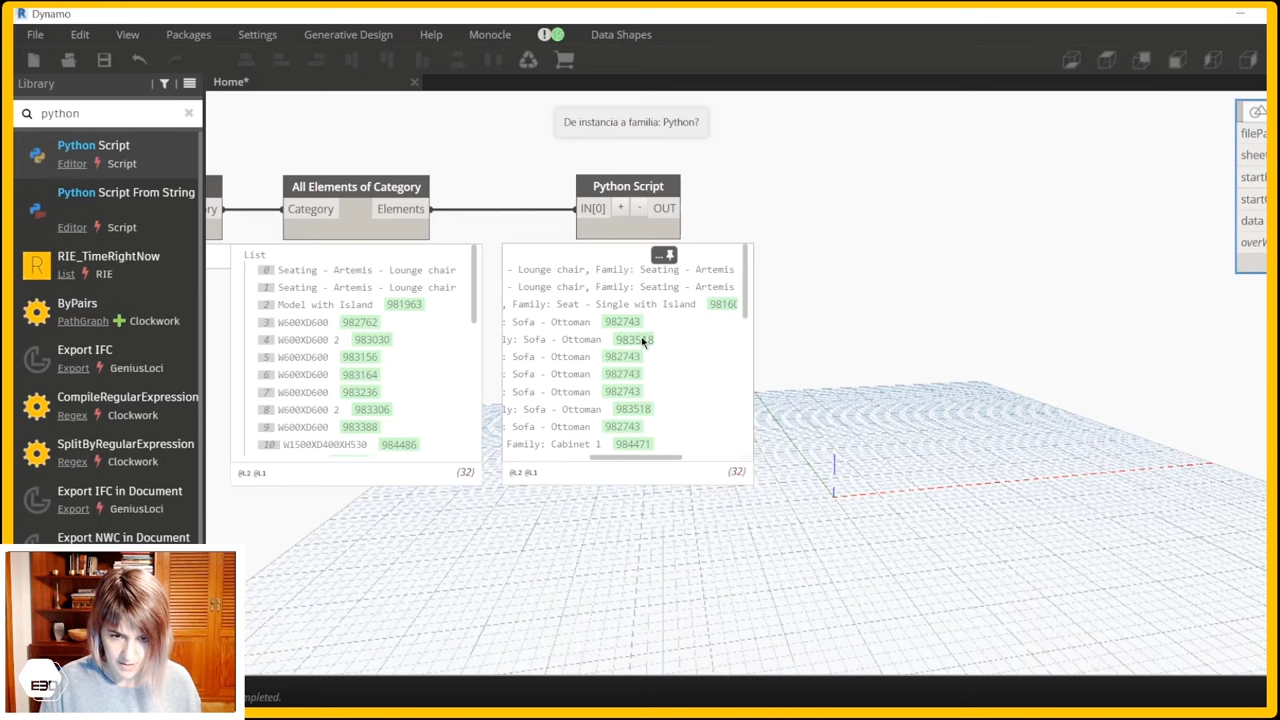 Dynamo
File Edit View Packages Settings Generative Design Help Monocle Data Shapes
Library
Home*
python
De instancia a familia: Python?
Python Script
Editor Script
Python Script From String
Editor Script
RIE_TimeRightNow
List RIE
ByPairs
PathGraph Clockwork
Export IFC
Export GeniusLoci
CompileRegularExpression
Regex Clockwork
SplitByRegularExpression
Regex Clockwork
Export IFC in Document
Export GeniusLoci
Export NWC in Document
ory
All Elements of Category
Category Elements
Python Script
IN[0] + - OUT
List
0 Seating - Artemis - Lounge chair
1 Seating - Artemis - Lounge chair
2 Model with Island 981963
3 W600XD600 982762
4 W600XD600 2 983030
5 W600XD600 983156
6 W600XD600 983164
7 W600XD600 983236
8 W600XD600 2 983306
9 W600XD600 983388
10 W1500XD400XH530 984486
@L2 @L1 {32}
...
- Lounge chair, Family: Seating - Artemis
- Lounge chair, Family: Seating - Artemis
, Family: Seat - Single with Island
: Sofa - Ottoman 982743
ly: Sofa - Ottoman
: Sofa - Ottoman 982743
: Sofa - Ottoman 982743
: Sofa - Ottoman 982743
ly: Sofa - Ottoman 983518
: Sofa - Ottoman 982743
Family: Cabinet 1 984471
@L2 @L1 {32}
filePa
shee
start
start
data
overW
E3D
mpleted.